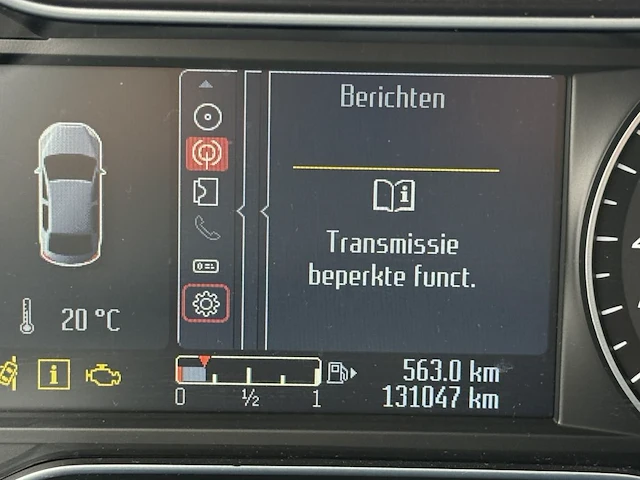 Berichten
i
Transmissie
beperkte funct.
20 °C
i
0 ½ 1
563.0 km
131047 km